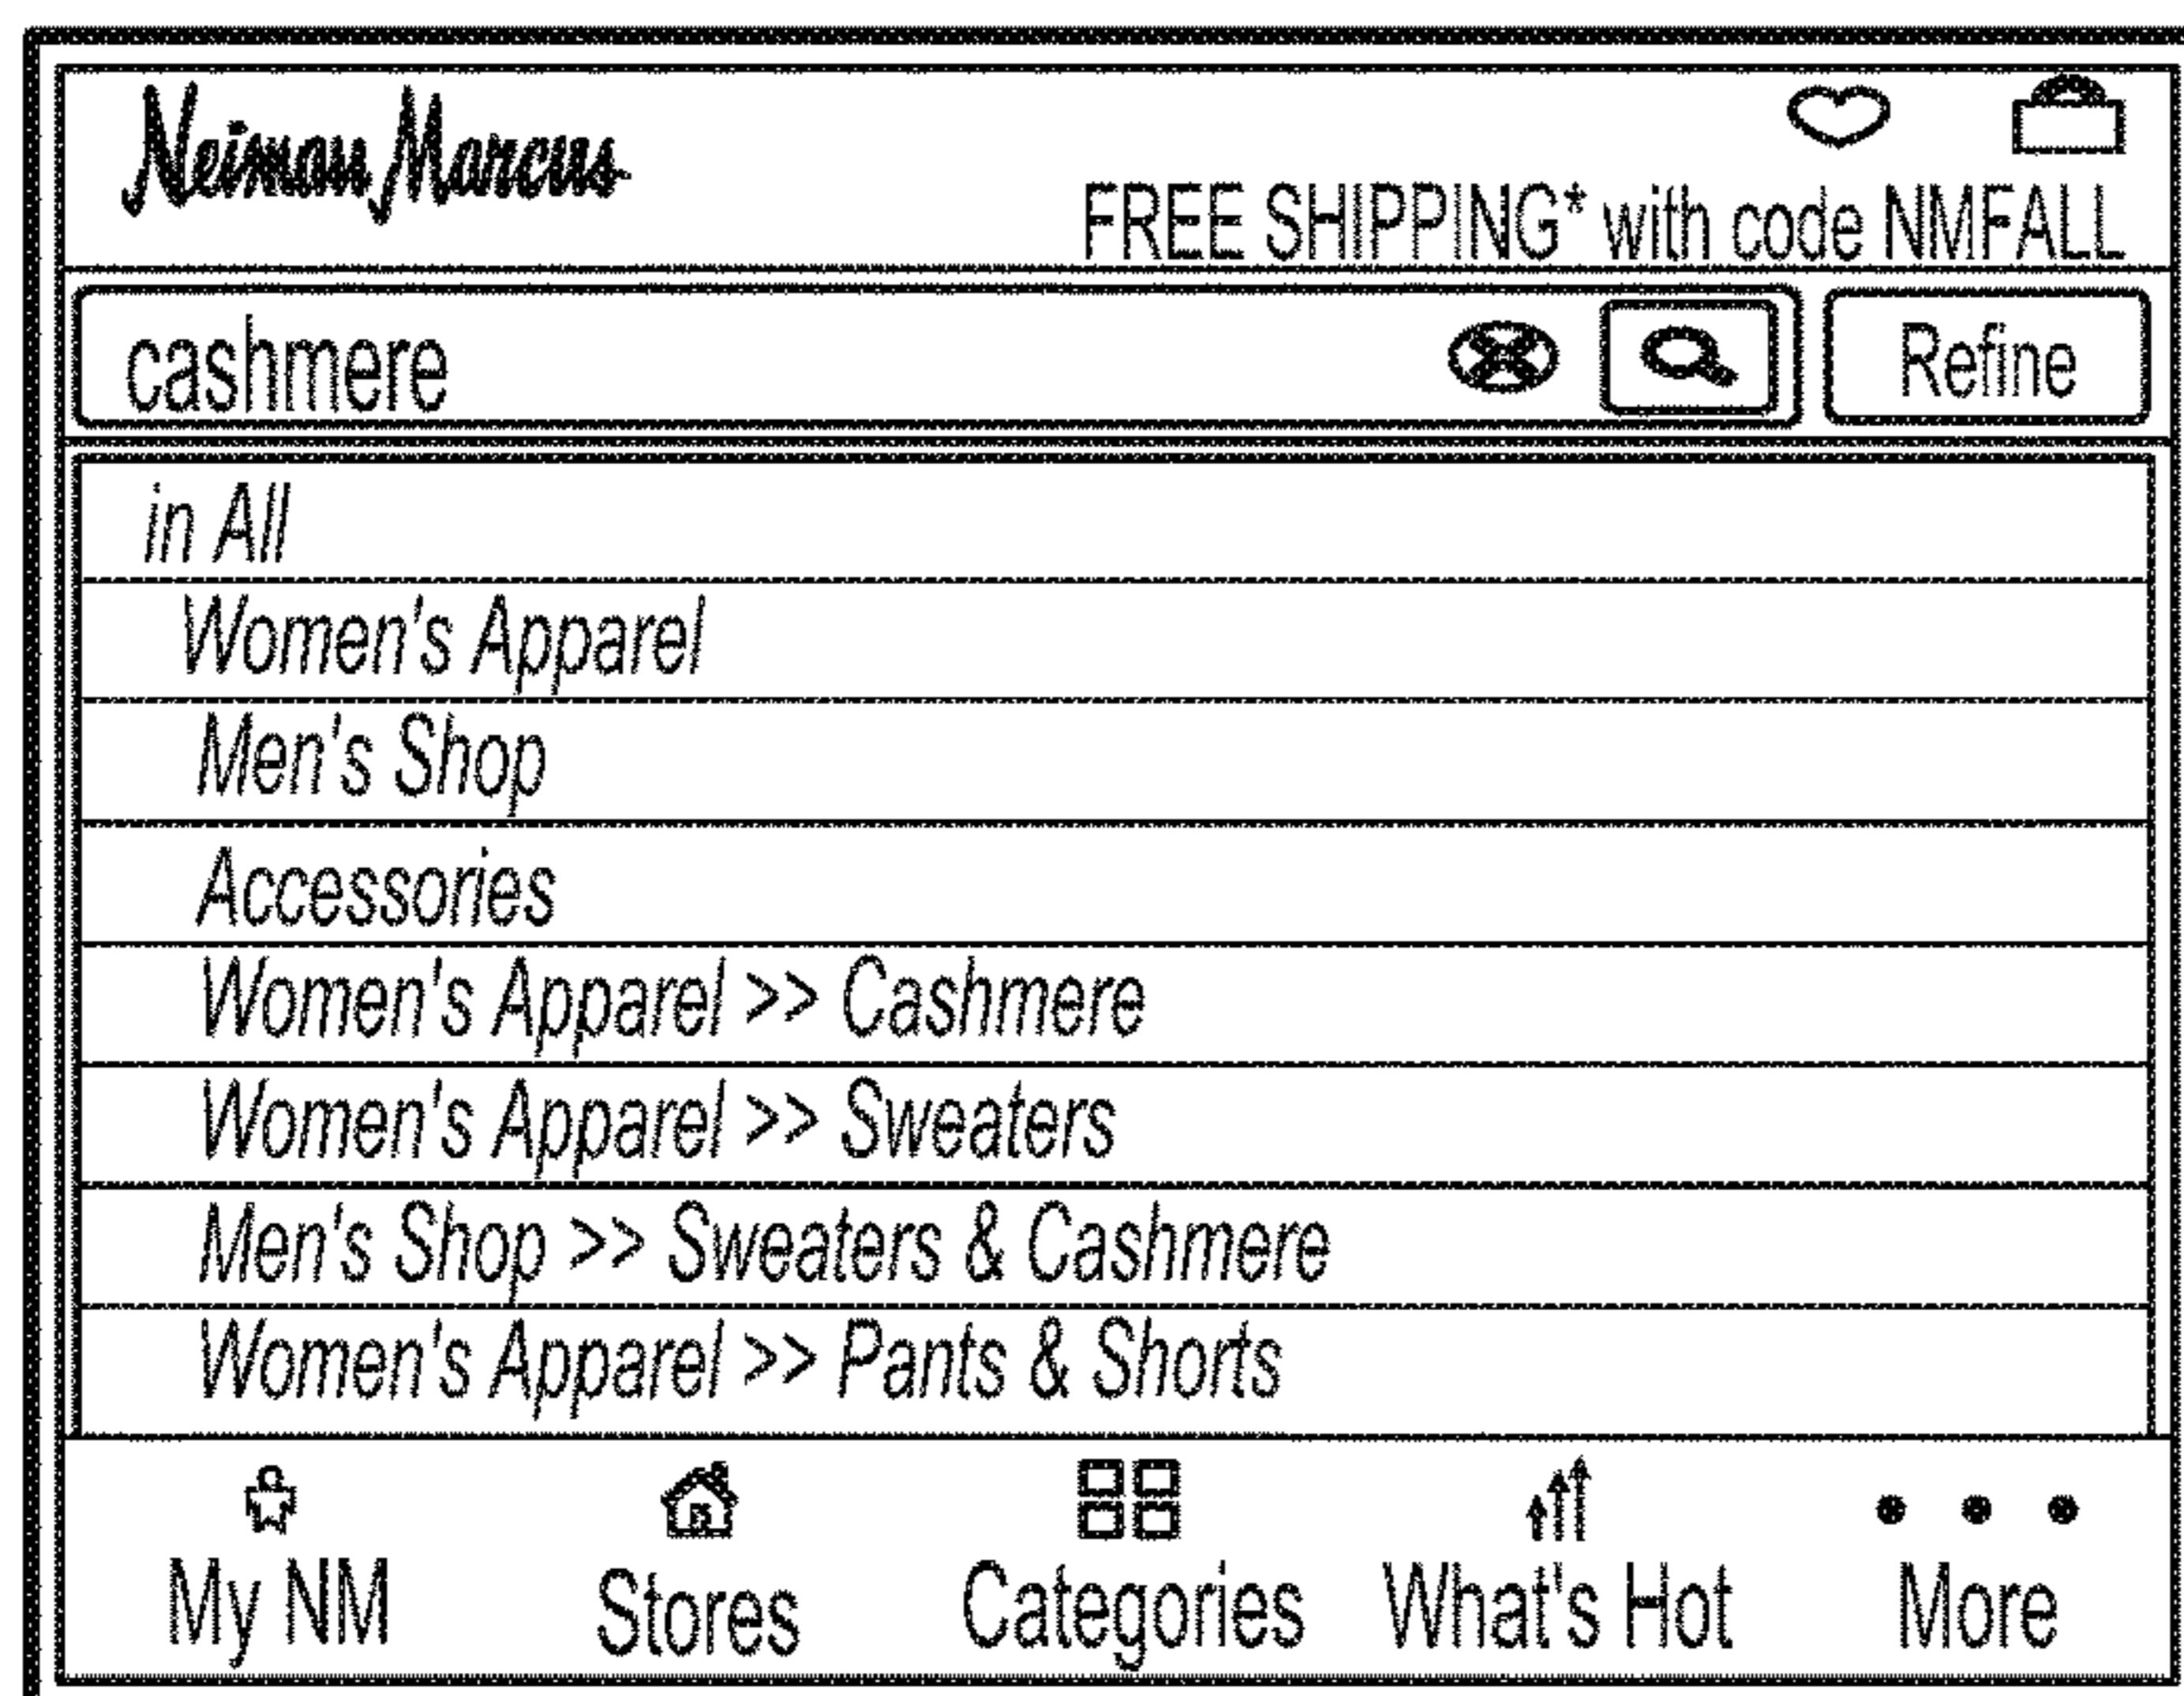 Neiman Marcus
FREE SHIPPING* with code NMFALL
cashmere
Refine
in All
Women's Apparel
Men's Shop
Accessories
Women's Apparel >> Cashmere
Women's Apparel >> Sweaters
Men's Shop >> Sweaters & Cashmere
Women's Apparel >> Pants & Shorts
My NM
Stores
Categories
What's Hot
More